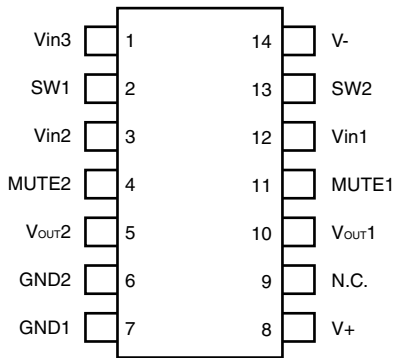 Vin3 1 14 V-
SW1 2 13 SW2
Vin2 3 12 Vin1
MUTE2 4 11 MUTE1
VOUT2 5 10 VOUT1
GND2 6 9 N.C.
GND1 7 8 V+